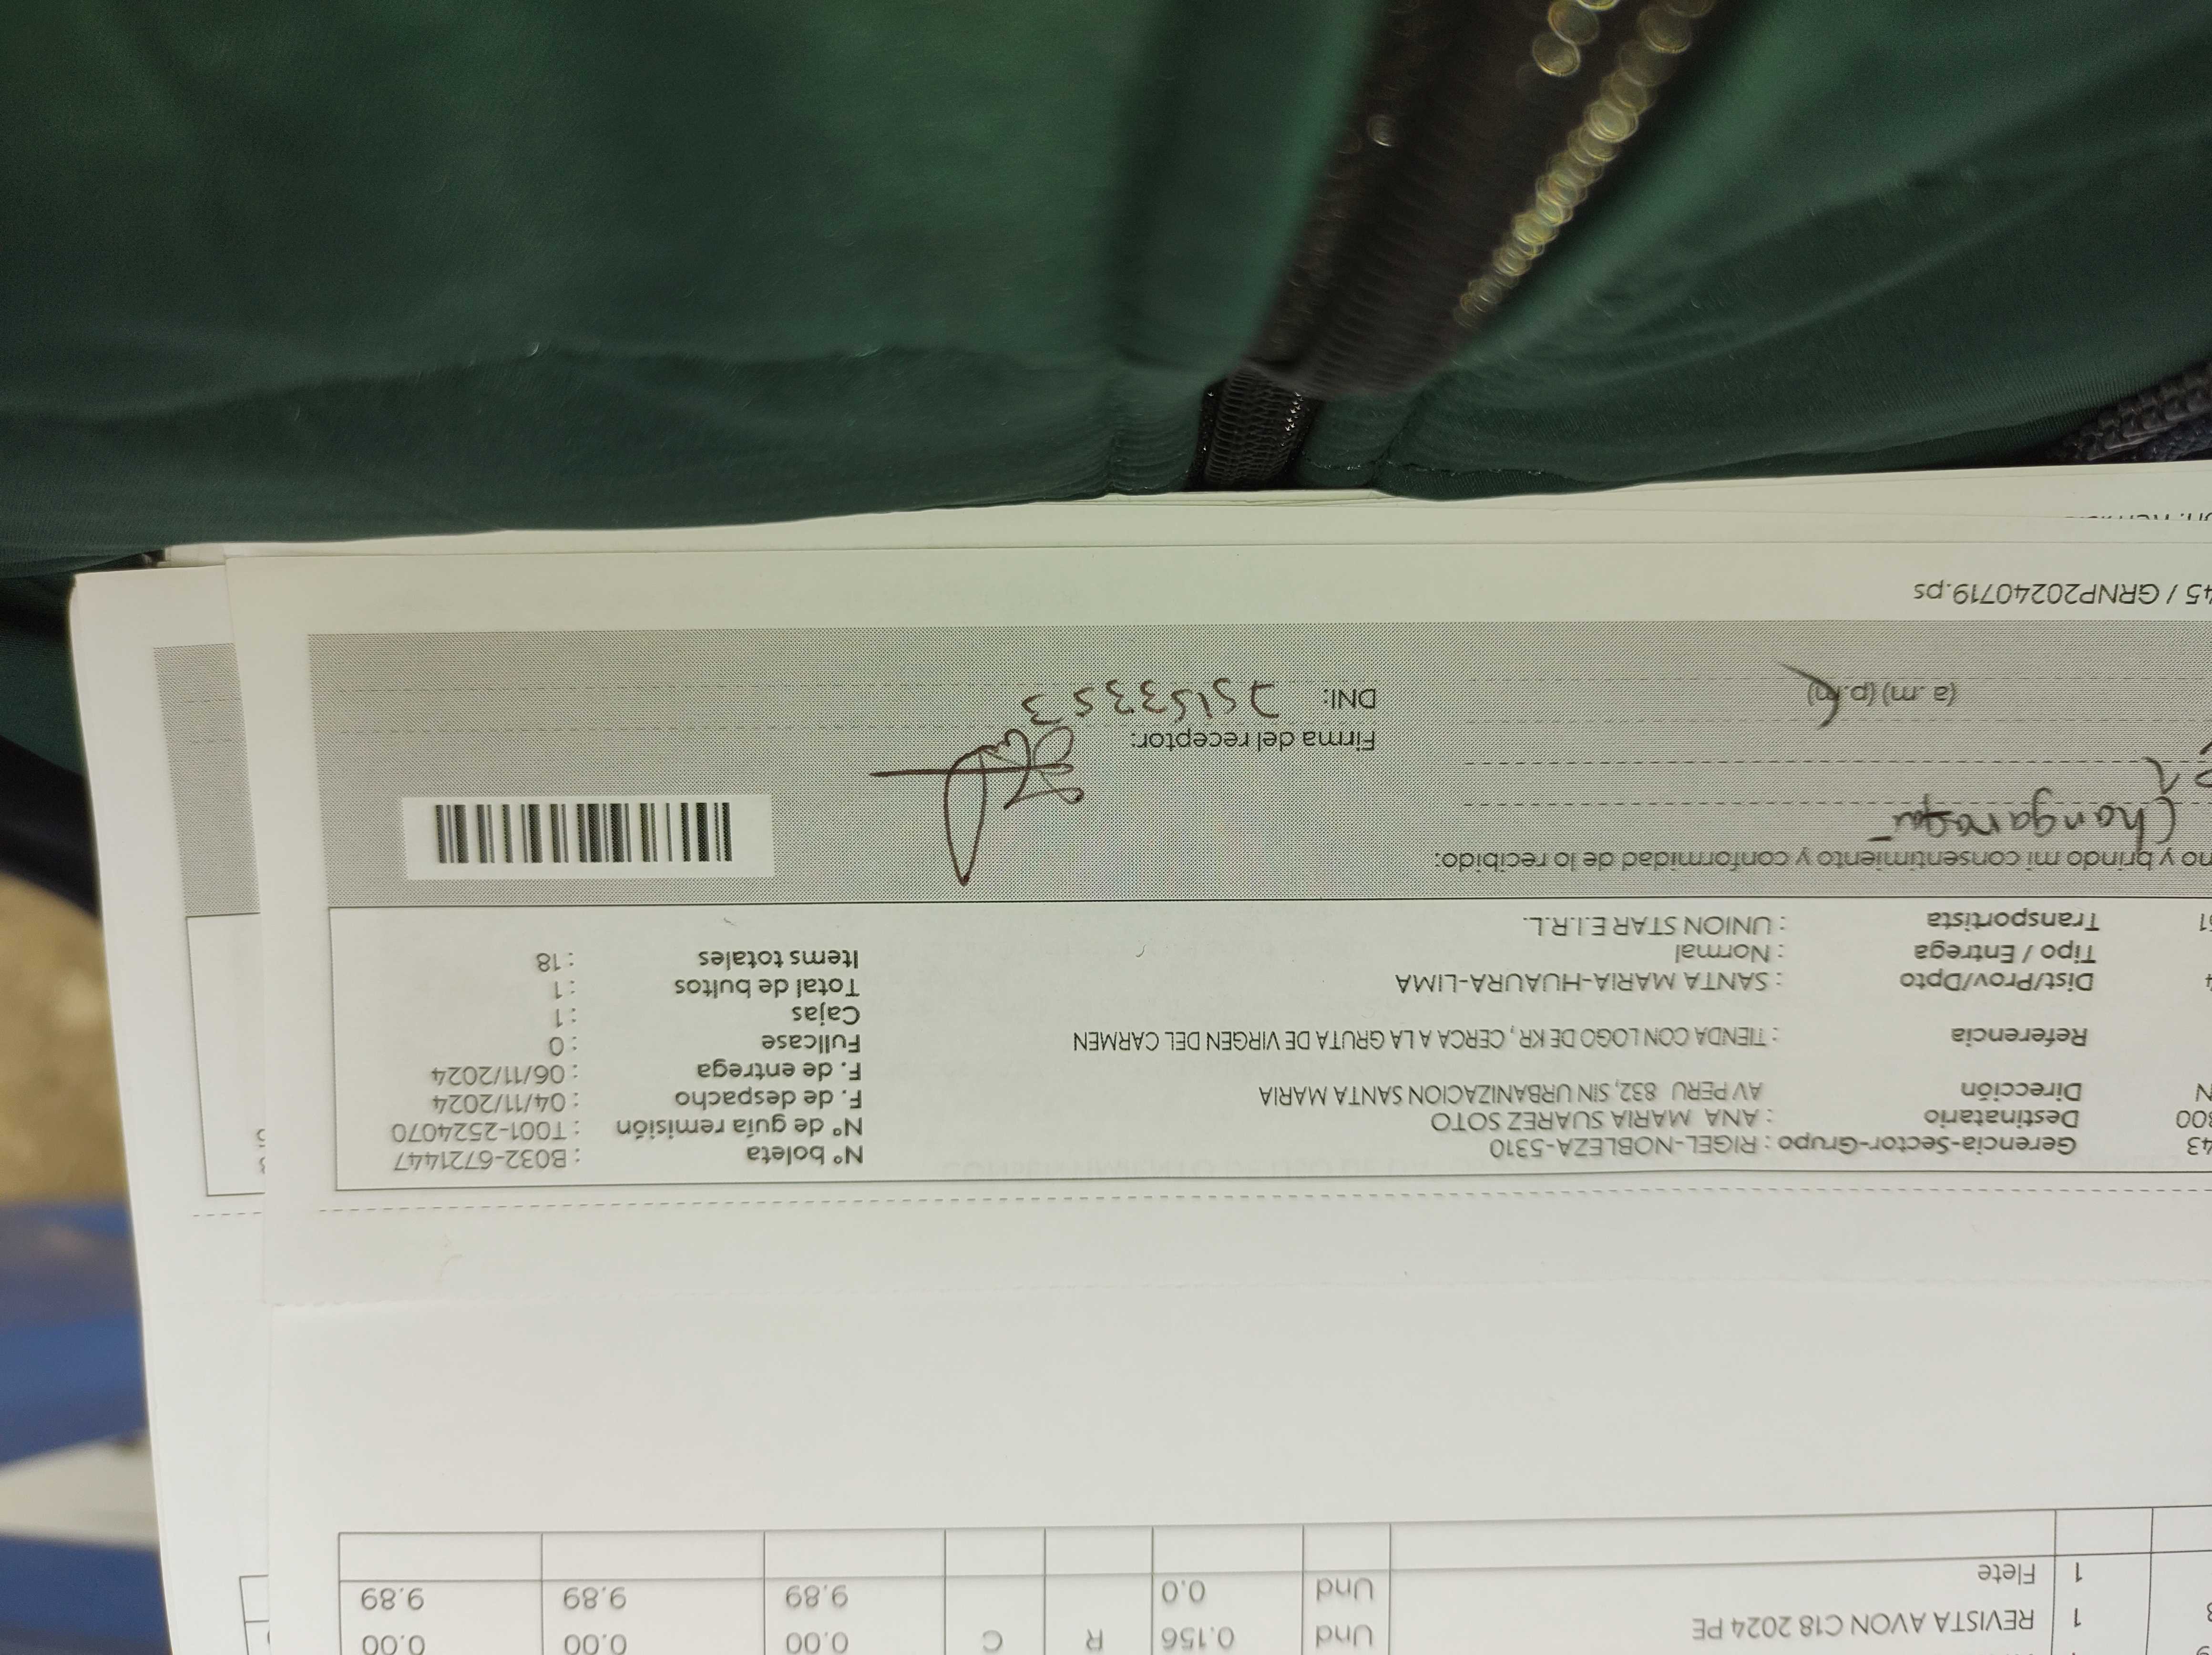 1 REVISTA AVON C18 2024 PE Und 0.156 R C 0.00 0.00 0.00
1 Flete Und 0.0 9.89 9.89 9.89
43 Gerencia-Sector-Grupo : RIGEL-NOBLEZA-5310 N° boleta : B032-6721447
Destinatario : ANA MARIA SUAREZ SOTO N° de guía remisión : T001-2524070
Dirección AV PERU 832, SIN URBANIZACION SANTA MARIA F. de despacho : 04/11/2024
F. de entrega : 06/11/2024
Referencia : TIENDA CON LOGO DE KR, CERCA A LA GRUTA DE VIRGEN DEL CARMEN Fullcase : 0
Cajas : 1
Dist/Prov/Dpto : SANTA MARIA-HUAURA-LIMA Total de bultos : 1
Tipo / Entrega : Normal Items totales : 18
Transportista : UNION STAR E.I.R.L.
y brindo mi consentimiento y conformidad de lo recibido:
Firma del receptor:
(a.m) (p.m) DNI:
45 / GRNP20240719.ps